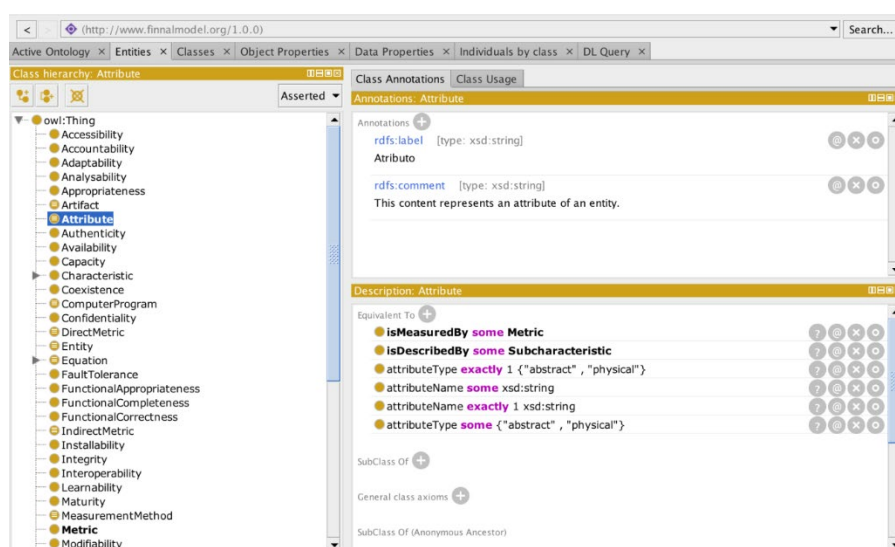 < > (http://www.finnalmodel.org/1.0.0) Search...
Active Ontology × Entities × Classes × Object Properties × Data Properties × Individuals by class × DL Query ×
Class hierarchy: Attribute
Asserted
owl:Thing
Accessibility
Accountability
Adaptability
Analysability
Appropriateness
Artifact
Attribute
Authenticity
Availability
Capacity
Characteristic
Coexistence
ComputerProgram
Confidentiality
DirectMetric
Entity
Equation
FaultTolerance
FunctionalAppropriateness
FunctionalCompleteness
FunctionalCorrectness
IndirectMetric
Installability
Integrity
Interoperability
Learnability
Maturity
MeasurementMethod
Metric
Modifiability
Class Annotations Class Usage
Annotations: Attribute
Annotations
rdfs:label [type: xsd:string]
Atributo
rdfs:comment [type: xsd:string]
This content represents an attribute of an entity.
Description: Attribute
Equivalent To
isMeasuredBy some Metric
isDescribedBy some Subcharacteristic
attributeType exactly 1 {"abstract" , "physical"}
attributeName some xsd:string
attributeName exactly 1 xsd:string
attributeType some {"abstract" , "physical"}
SubClass Of
General class axioms
SubClass Of (Anonymous Ancestor)